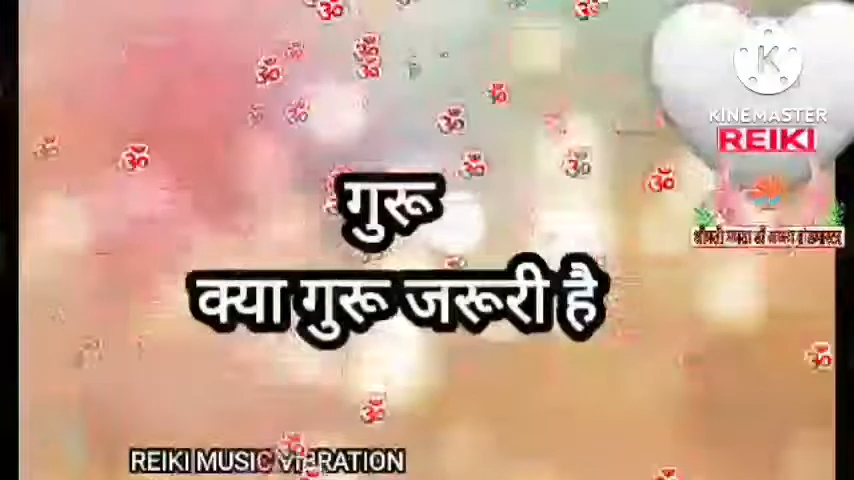 KINEMASTER
REIKI
गुरू
क्या गुरू जरूरी है
REIKI MUSIC VIBRATION